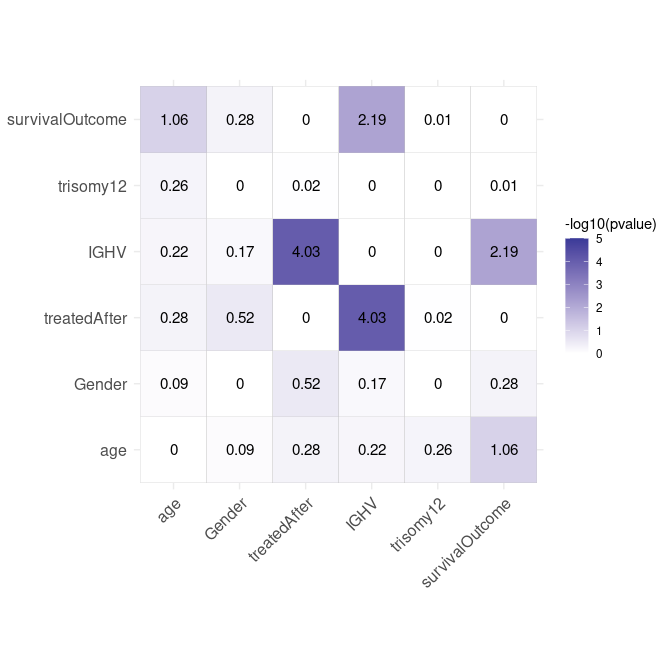 survivalOutcome 1.06 0.28 0 2.19 0.01 0
trisomy12 0.26 0 0.02 0 0 0.01
IGHV 0.22 0.17 4.03 0 0 2.19
treatedAfter 0.28 0.52 0 4.03 0.02 0
Gender 0.09 0 0.52 0.17 0 0.28
age 0 0.09 0.28 0.22 0.26 1.06
age Gender treatedAfter IGHV trisomy12 survivalOutcome
-log10(pvalue)
5
4
3
2
1
0